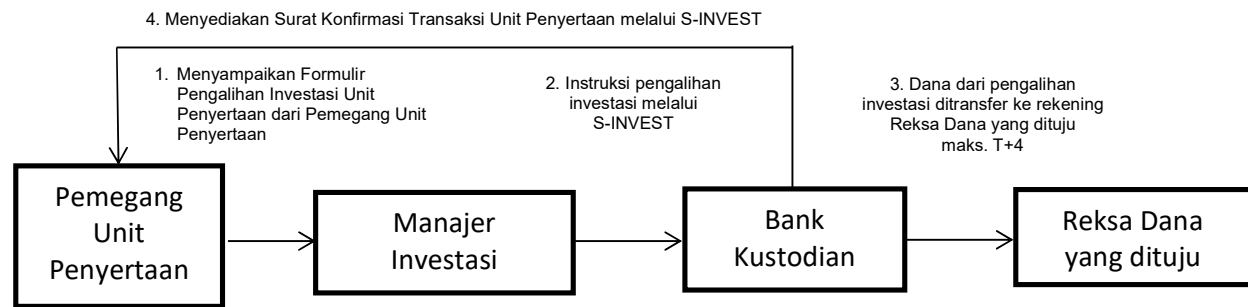 4. Menyediakan Surat Konfirmasi Transaksi Unit Penyertaan melalui S-INVEST
1. Menyampaikan Formulir
Pengalihan Investasi Unit
Penyertaan dari Pemegang Unit
Penyertaan
2. Instruksi pengalihan
investasi melalui
S-INVEST
3. Dana dari pengalihan
investasi ditransfer ke rekening
Reksa Dana yang dituju
maks. T+4
Pemegang
Unit
Penyertaan
Manajer
Investasi
Bank
Kustodian
Reksa Dana
yang dituju